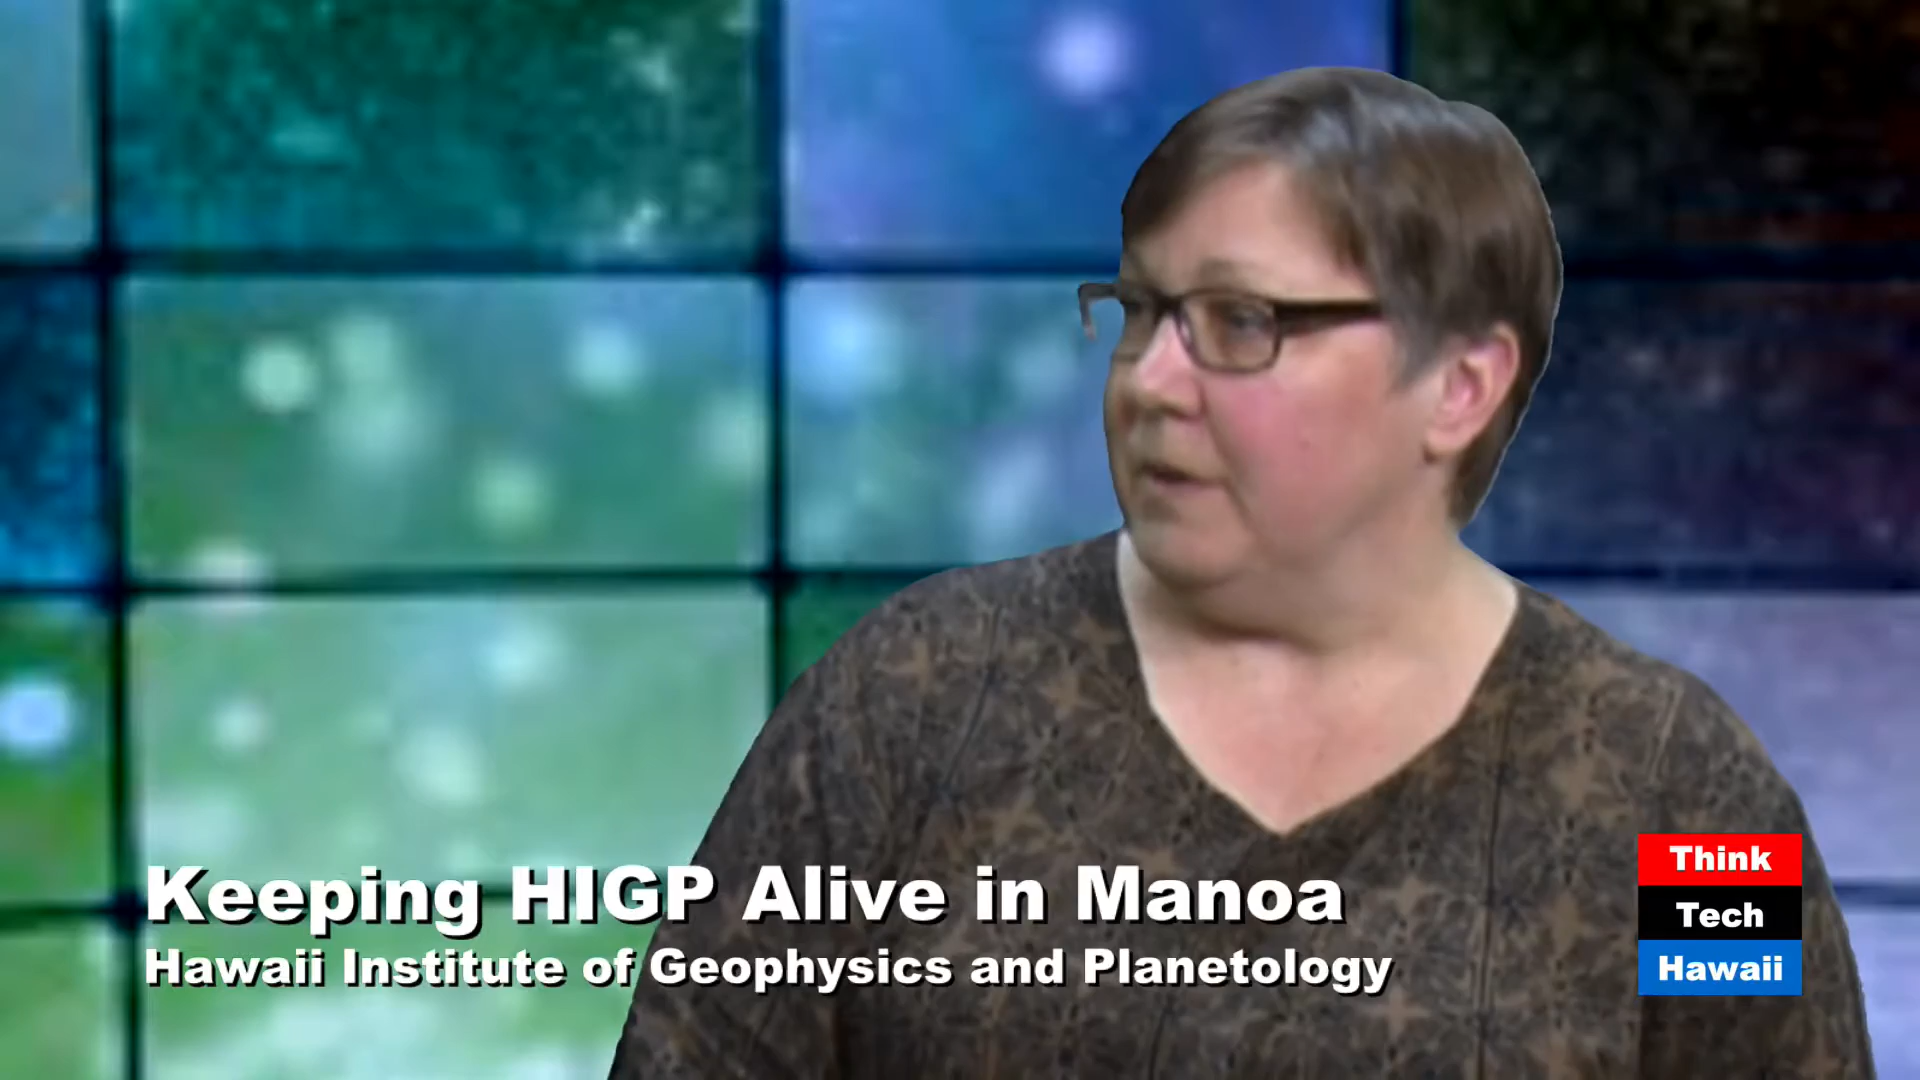 Keeping HIGP Alive in Manoa
Hawaii Institute of Geophysics and Planetology
Think
Tech
Hawaii